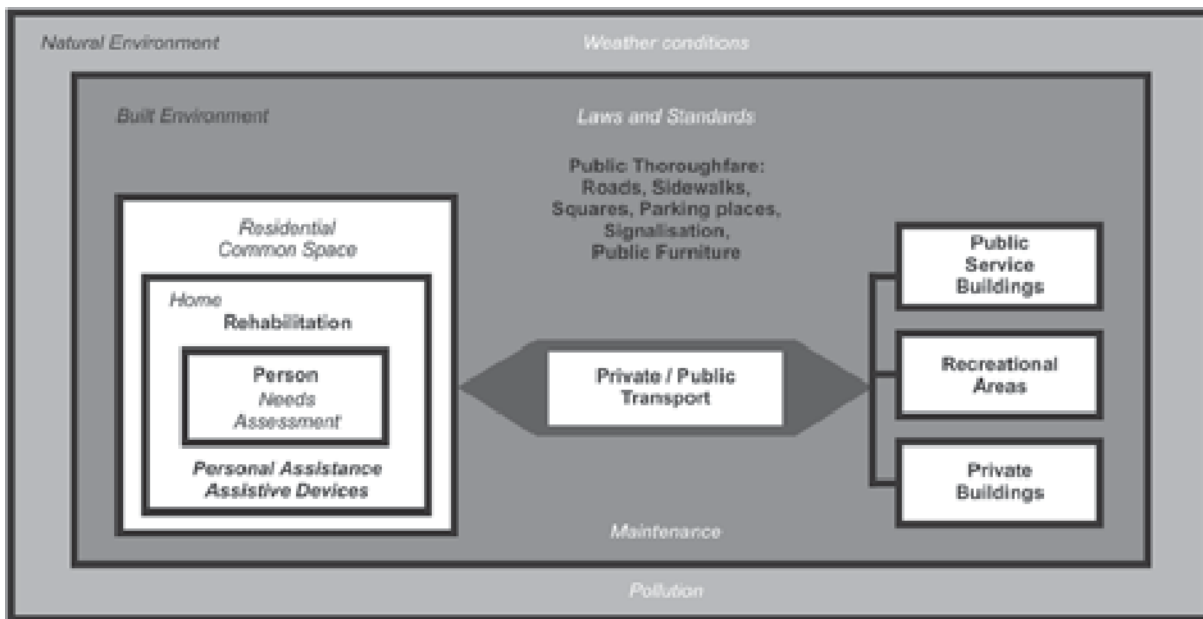 Natural Environment
Weather conditions
Built Environment
Laws and Standards
Public Thoroughfare:
Roads, Sidewalks,
Squares, Parking places,
Signalisation,
Public Furniture
Residential
Common Space
Home
Rehabilitation
Person
Needs
Assessment
Personal Assistance
Assistive Devices
Private / Public
Transport
Public
Service
Buildings
Recreational
Areas
Private
Buildings
Maintenance
Pollution